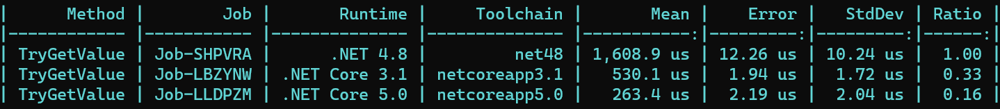 | Method | Job | Runtime | Toolchain | Mean | Error | StdDev | Ratio |
|------------ |----------- |-------------- |-------------- |-----------:|---------:|---------:|------:|
| TryGetValue | Job-SHPVRA | .NET 4.8 | net48 | 1,608.9 us | 12.26 us | 10.24 us | 1.00 |
| TryGetValue | Job-LBZYNW | .NET Core 3.1 | netcoreapp3.1 | 530.1 us | 1.94 us | 1.72 us | 0.33 |
| TryGetValue | Job-LLDPZM | .NET Core 5.0 | netcoreapp5.0 | 263.4 us | 2.19 us | 2.04 us | 0.16 |